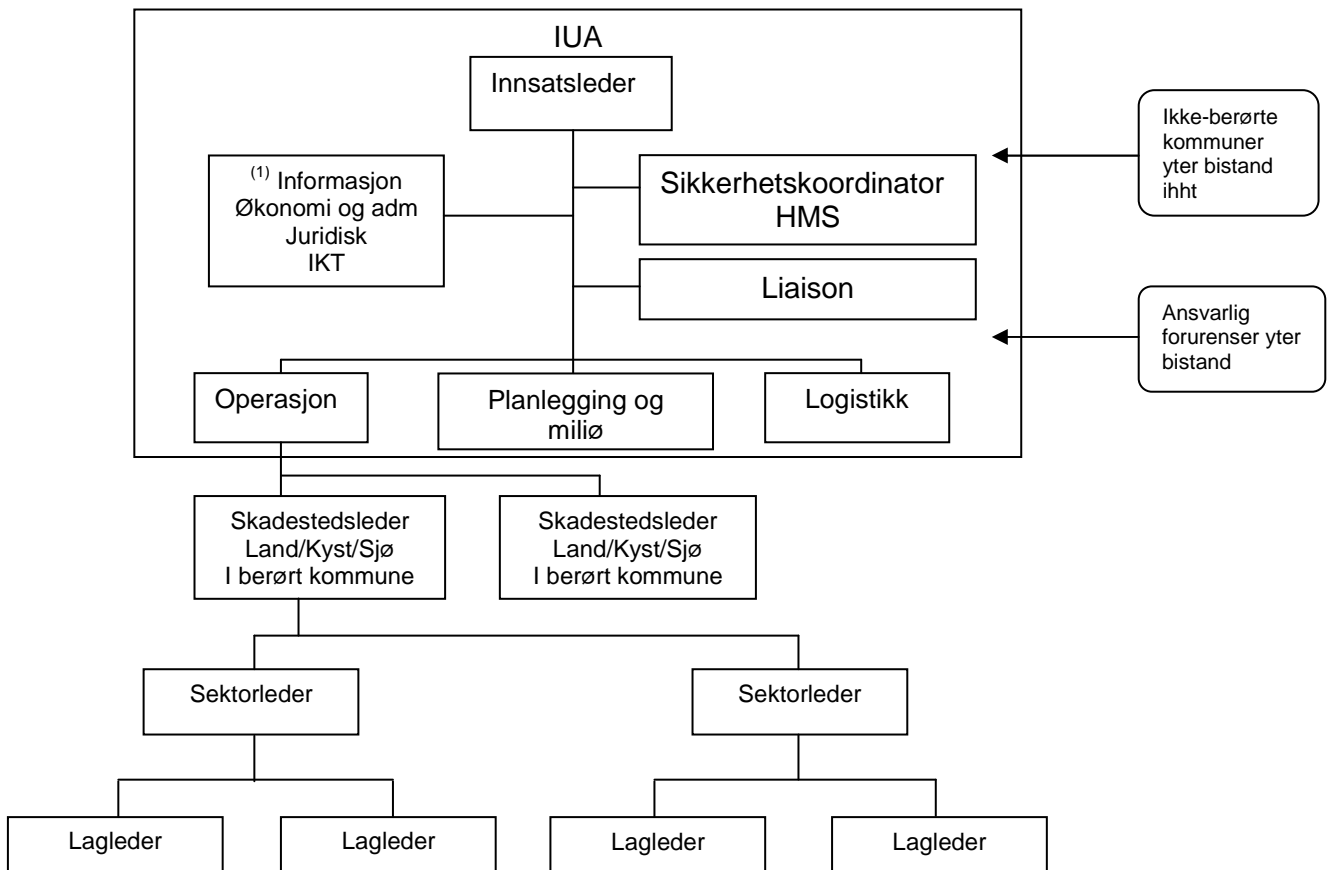 IUA
Innsatsleder
Ikke-berørte
kommuner
yter bistand
ihht
(1) Informasjon
Økonomi og adm
Juridisk
IKT
Sikkerhetskoordinator
HMS
Liaison
Ansvarlig
forurenser yter
bistand
Operasjon
Planlegging og
miliø
Logistikk
Skadestedsleder
Land/Kyst/Sjø
I berørt kommune
Skadestedsleder
Land/Kyst/Sjø
I berørt kommune
Sektorleder
Sektorleder
Lagleder
Lagleder
Lagleder
Lagleder